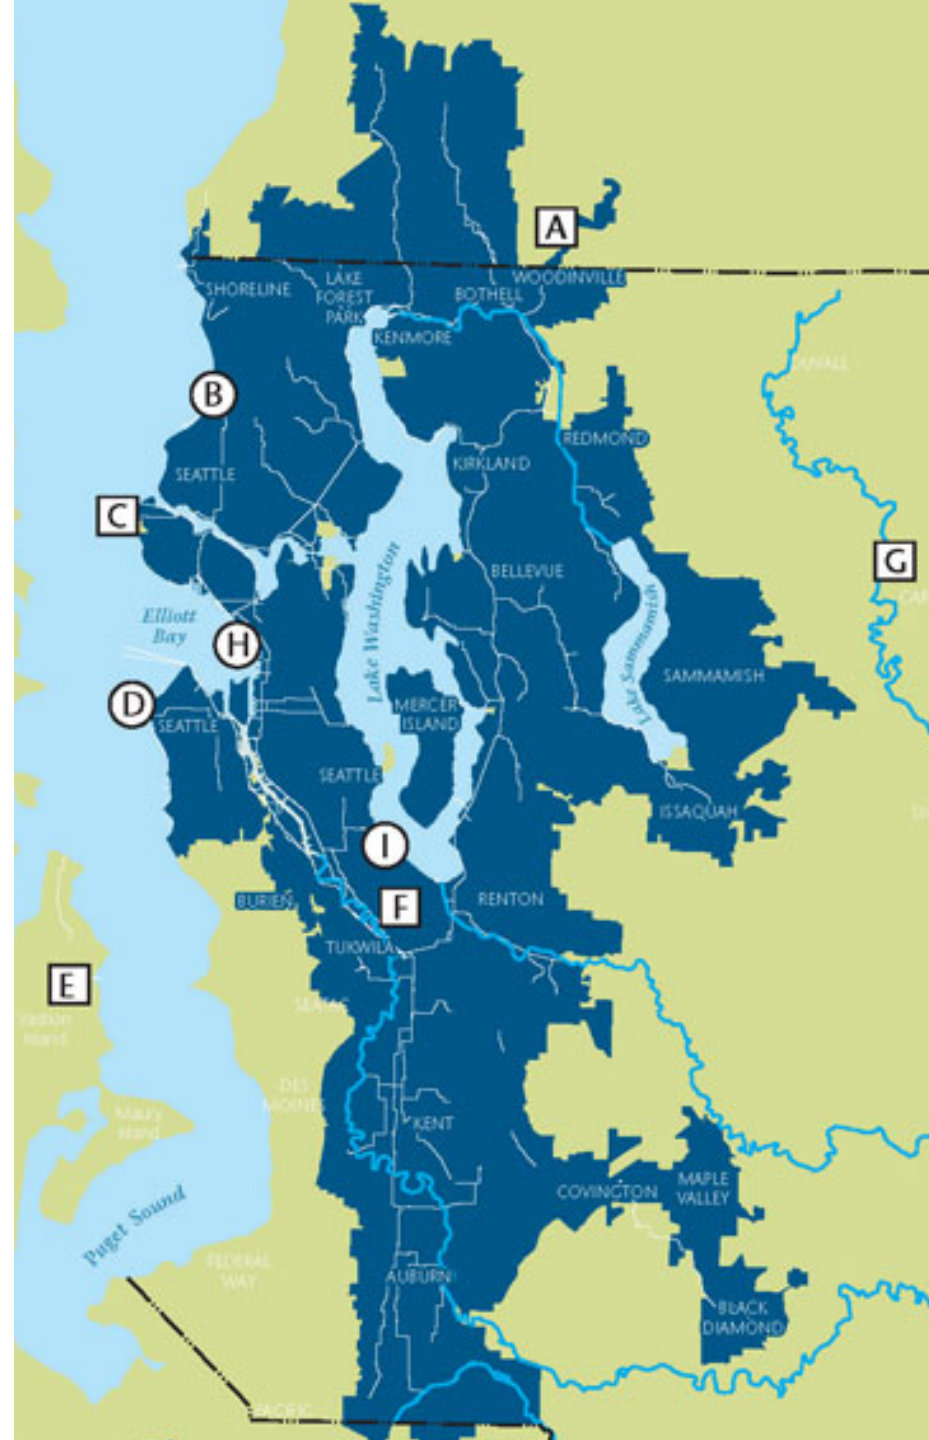 A
SHORELINE
LAKE
FOREST
PARK
BOTHELL
WOODINVILLE
KENMORE
DUVALL
B
REDMOND
SEATTLE
KIRKLAND
C
G
BELLEVUE
Elliott
Bay
H
Lake Washington
Lake Sammamish
SAMMAMISH
D
SEATTLE
MERCER
ISLAND
SEATTLE
ISSAQUAH
I
BURIEN
F
RENTON
TUKWILA
E
Vashon
Island
SEATAC
DES
MOINES
Maury
Island
KENT
COVINGTON
MAPLE
VALLEY
Puget Sound
FEDERAL
WAY
AUBURN
BLACK
DIAMOND
PACIFIC